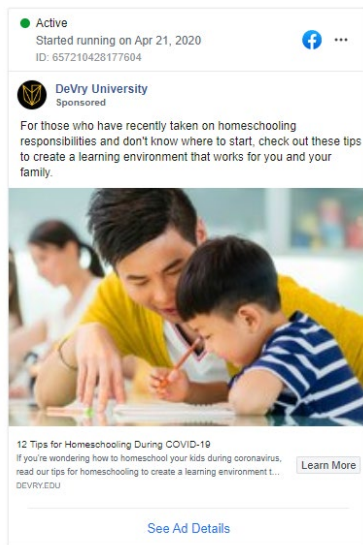 Active
Started running on Apr 21, 2020
ID: 657210428177604
DeVry University
Sponsored
For those who have recently taken on homeschooling
responsibilities and don't know where to start, check out these tips
to create a learning environment that works for you and your
family.
12 Tips for Homeschooling During COVID-19
If you're wondering how to homeschool your kids during coronavirus,
read our tips for homeschooling to create a learning environment t...
Learn More
DEVRY.EDU
See Ad Details